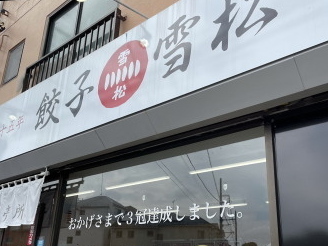 餃子 雪松
雪
松
おかげさまで3冠達成しました。